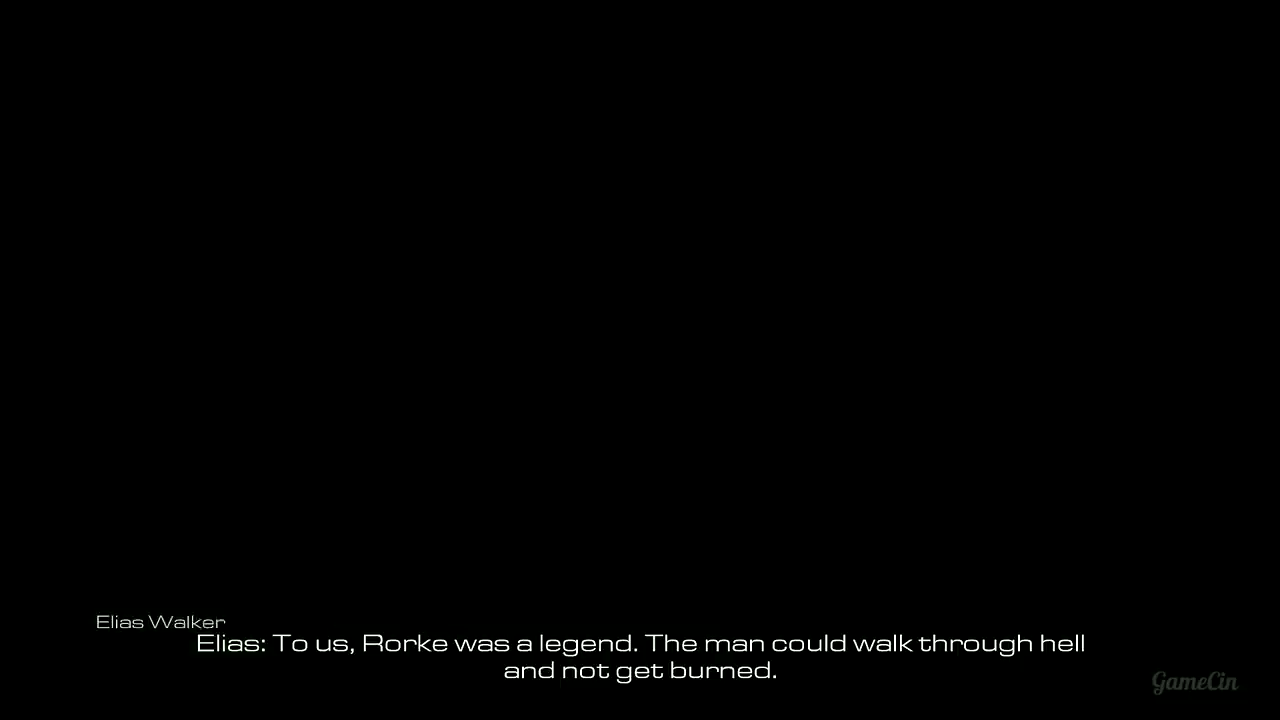 Elias Walker
Elias: To us, Rorke was a legend. The man could walk through hell
and not get burned.
GameCin